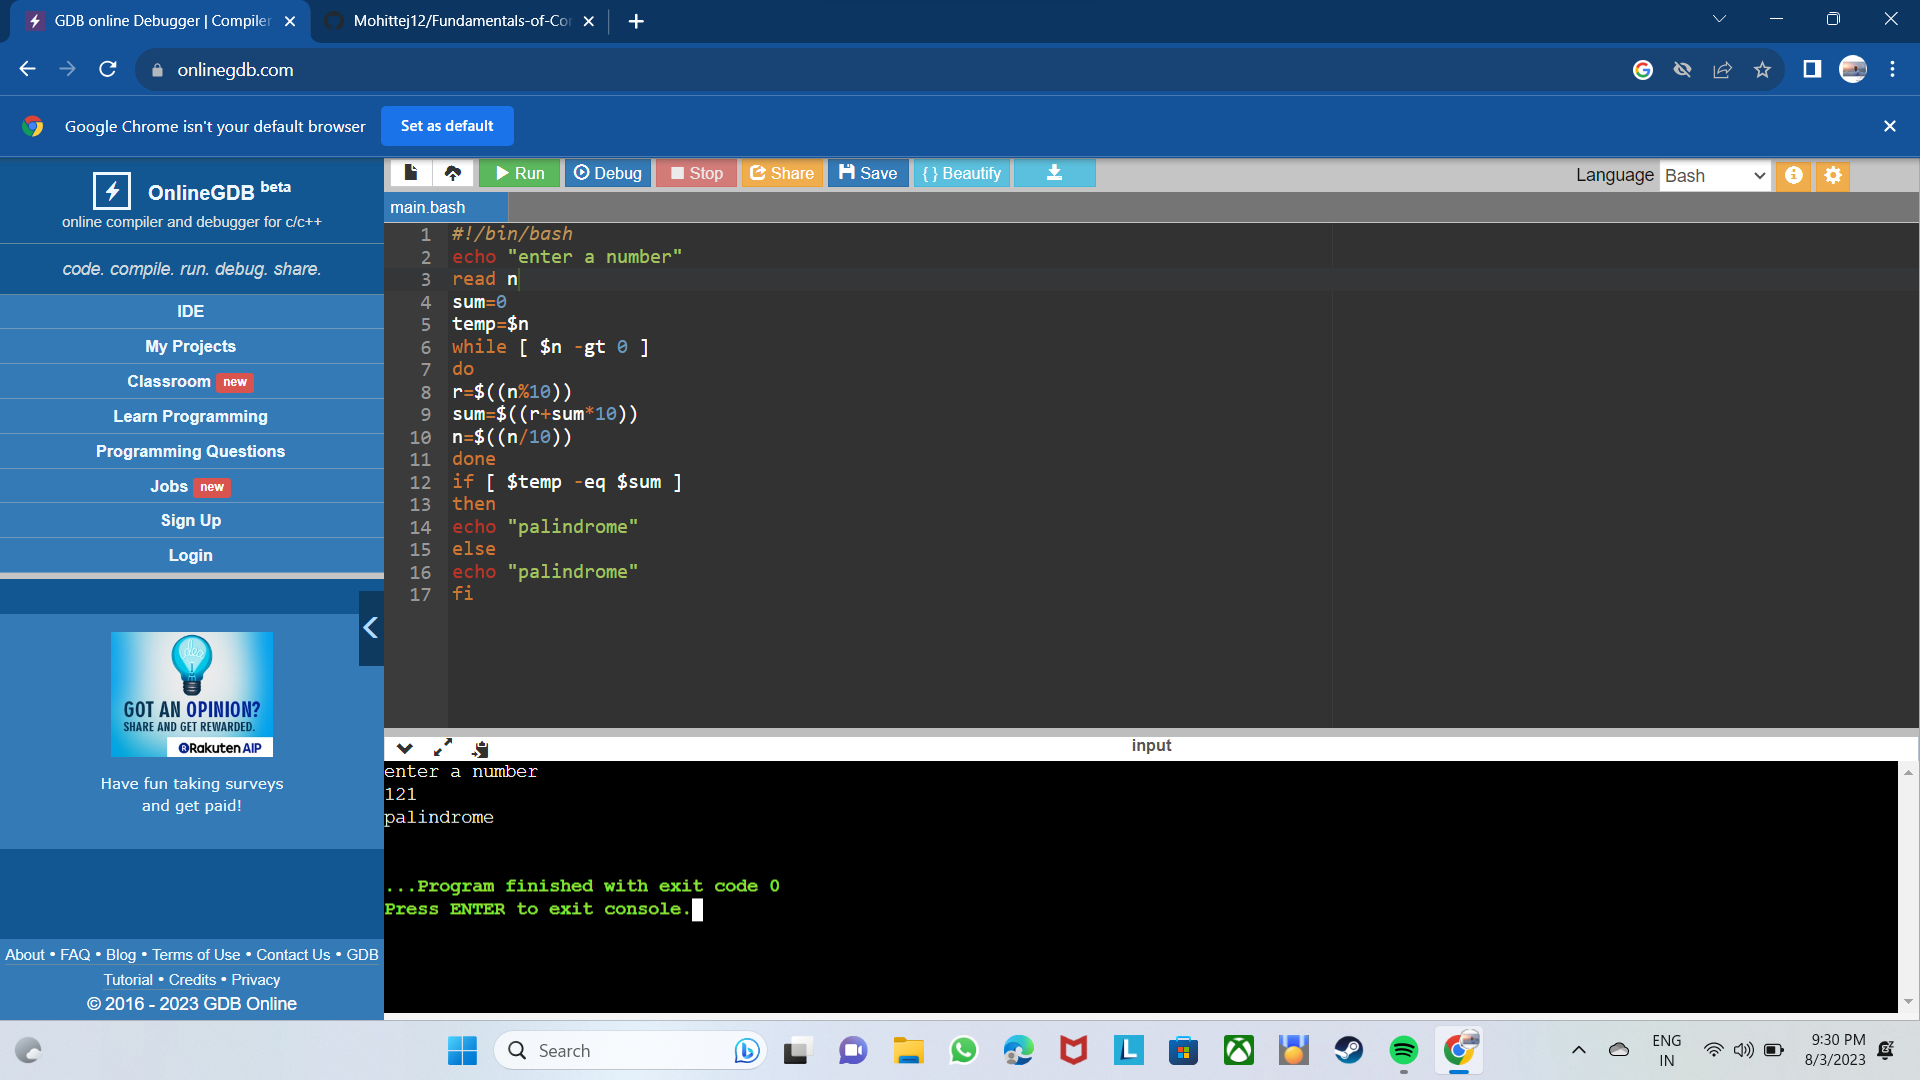 GDB online Debugger | Compiler
Mohittej12/Fundamentals-of-Co
onlinegdb.com
Google Chrome isn't your default browser
Set as default
OnlineGDB beta
online compiler and debugger for c/c++
code. compile. run. debug. share.
IDE
My Projects
Classroom new
Learn Programming
Programming Questions
Jobs new
Sign Up
Login
GOT AN OPINION?
SHARE AND GET REWARDED.
Rakuten AIP
Have fun taking surveys
and get paid!
About • FAQ • Blog • Terms of Use • Contact Us • GDB
Tutorial • Credits • Privacy
© 2016 - 2023 GDB Online
Run Debug Stop Share Save { } Beautify
Language Bash
main.bash
1 #!/bin/bash
2 echo "enter a number"
3 read n
4 sum=0
5 temp=$n
6 while [ $n -gt 0 ]
7 do
8 r=$((n%10))
9 sum=$((r+sum*10))
10 n=$((n/10))
11 done
12 if [ $temp -eq $sum ]
13 then
14 echo "palindrome"
15 else
16 echo "palindrome"
17 fi
input
enter a number
121
palindrome
...Program finished with exit code 0
Press ENTER to exit console.
Search
ENG
IN
9:30 PM
8/3/2023